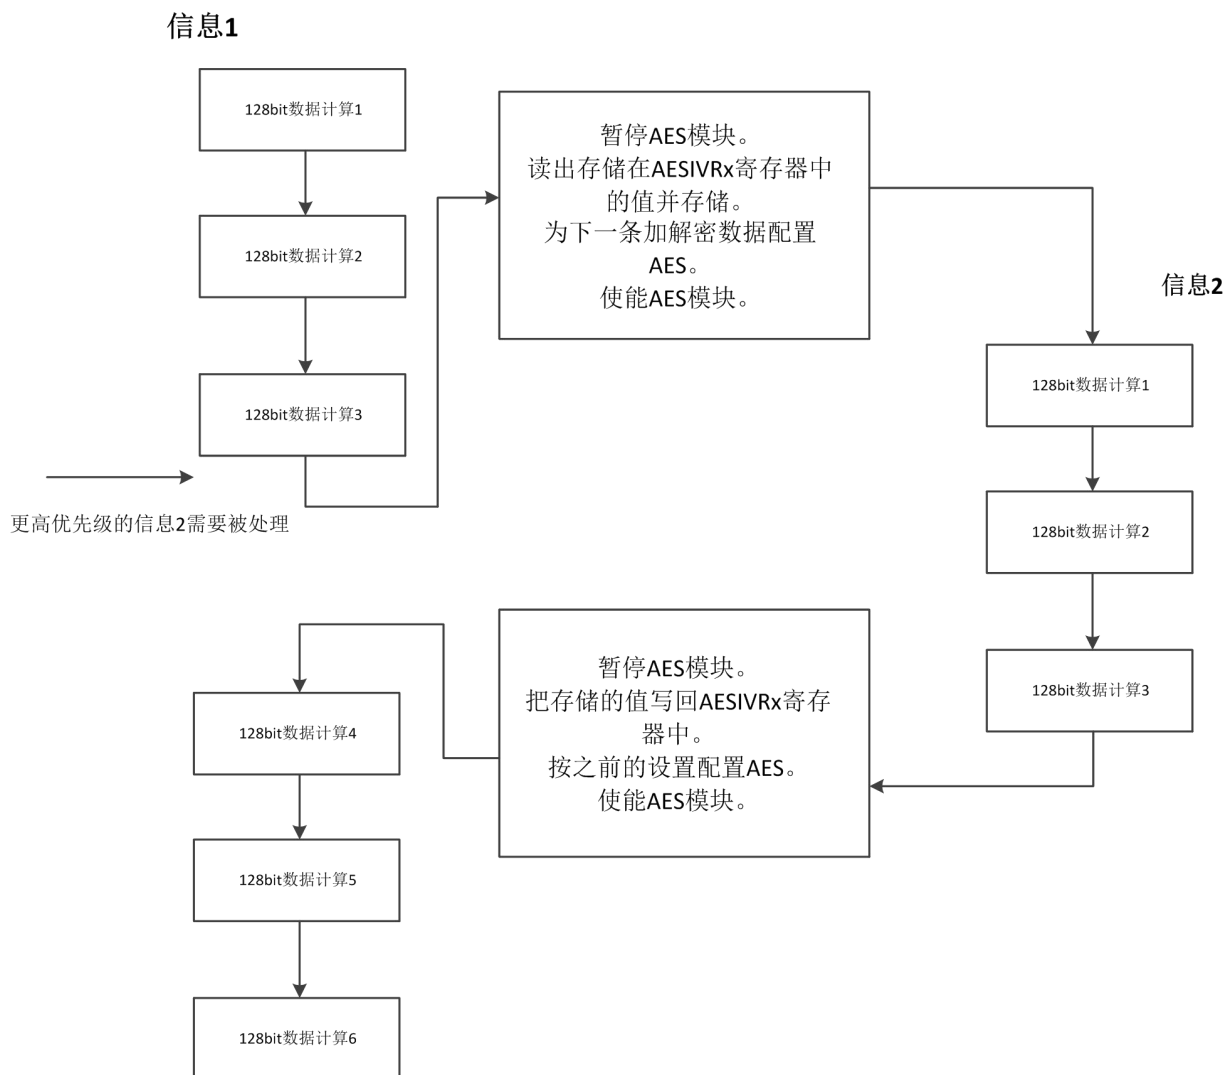 信息1
128bit数据计算1
128bit数据计算2
128bit数据计算3
更高优先级的信息2需要被处理
暂停AES模块。
读出存储在AESIVRx寄存器中
的值并存储。
为下一条加解密数据配置
AES。
使能AES模块。
信息2
128bit数据计算1
128bit数据计算2
128bit数据计算3
暂停AES模块。
把存储的值写回AESIVRx寄存
器中。
按之前的设置配置AES。
使能AES模块。
128bit数据计算4
128bit数据计算5
128bit数据计算6